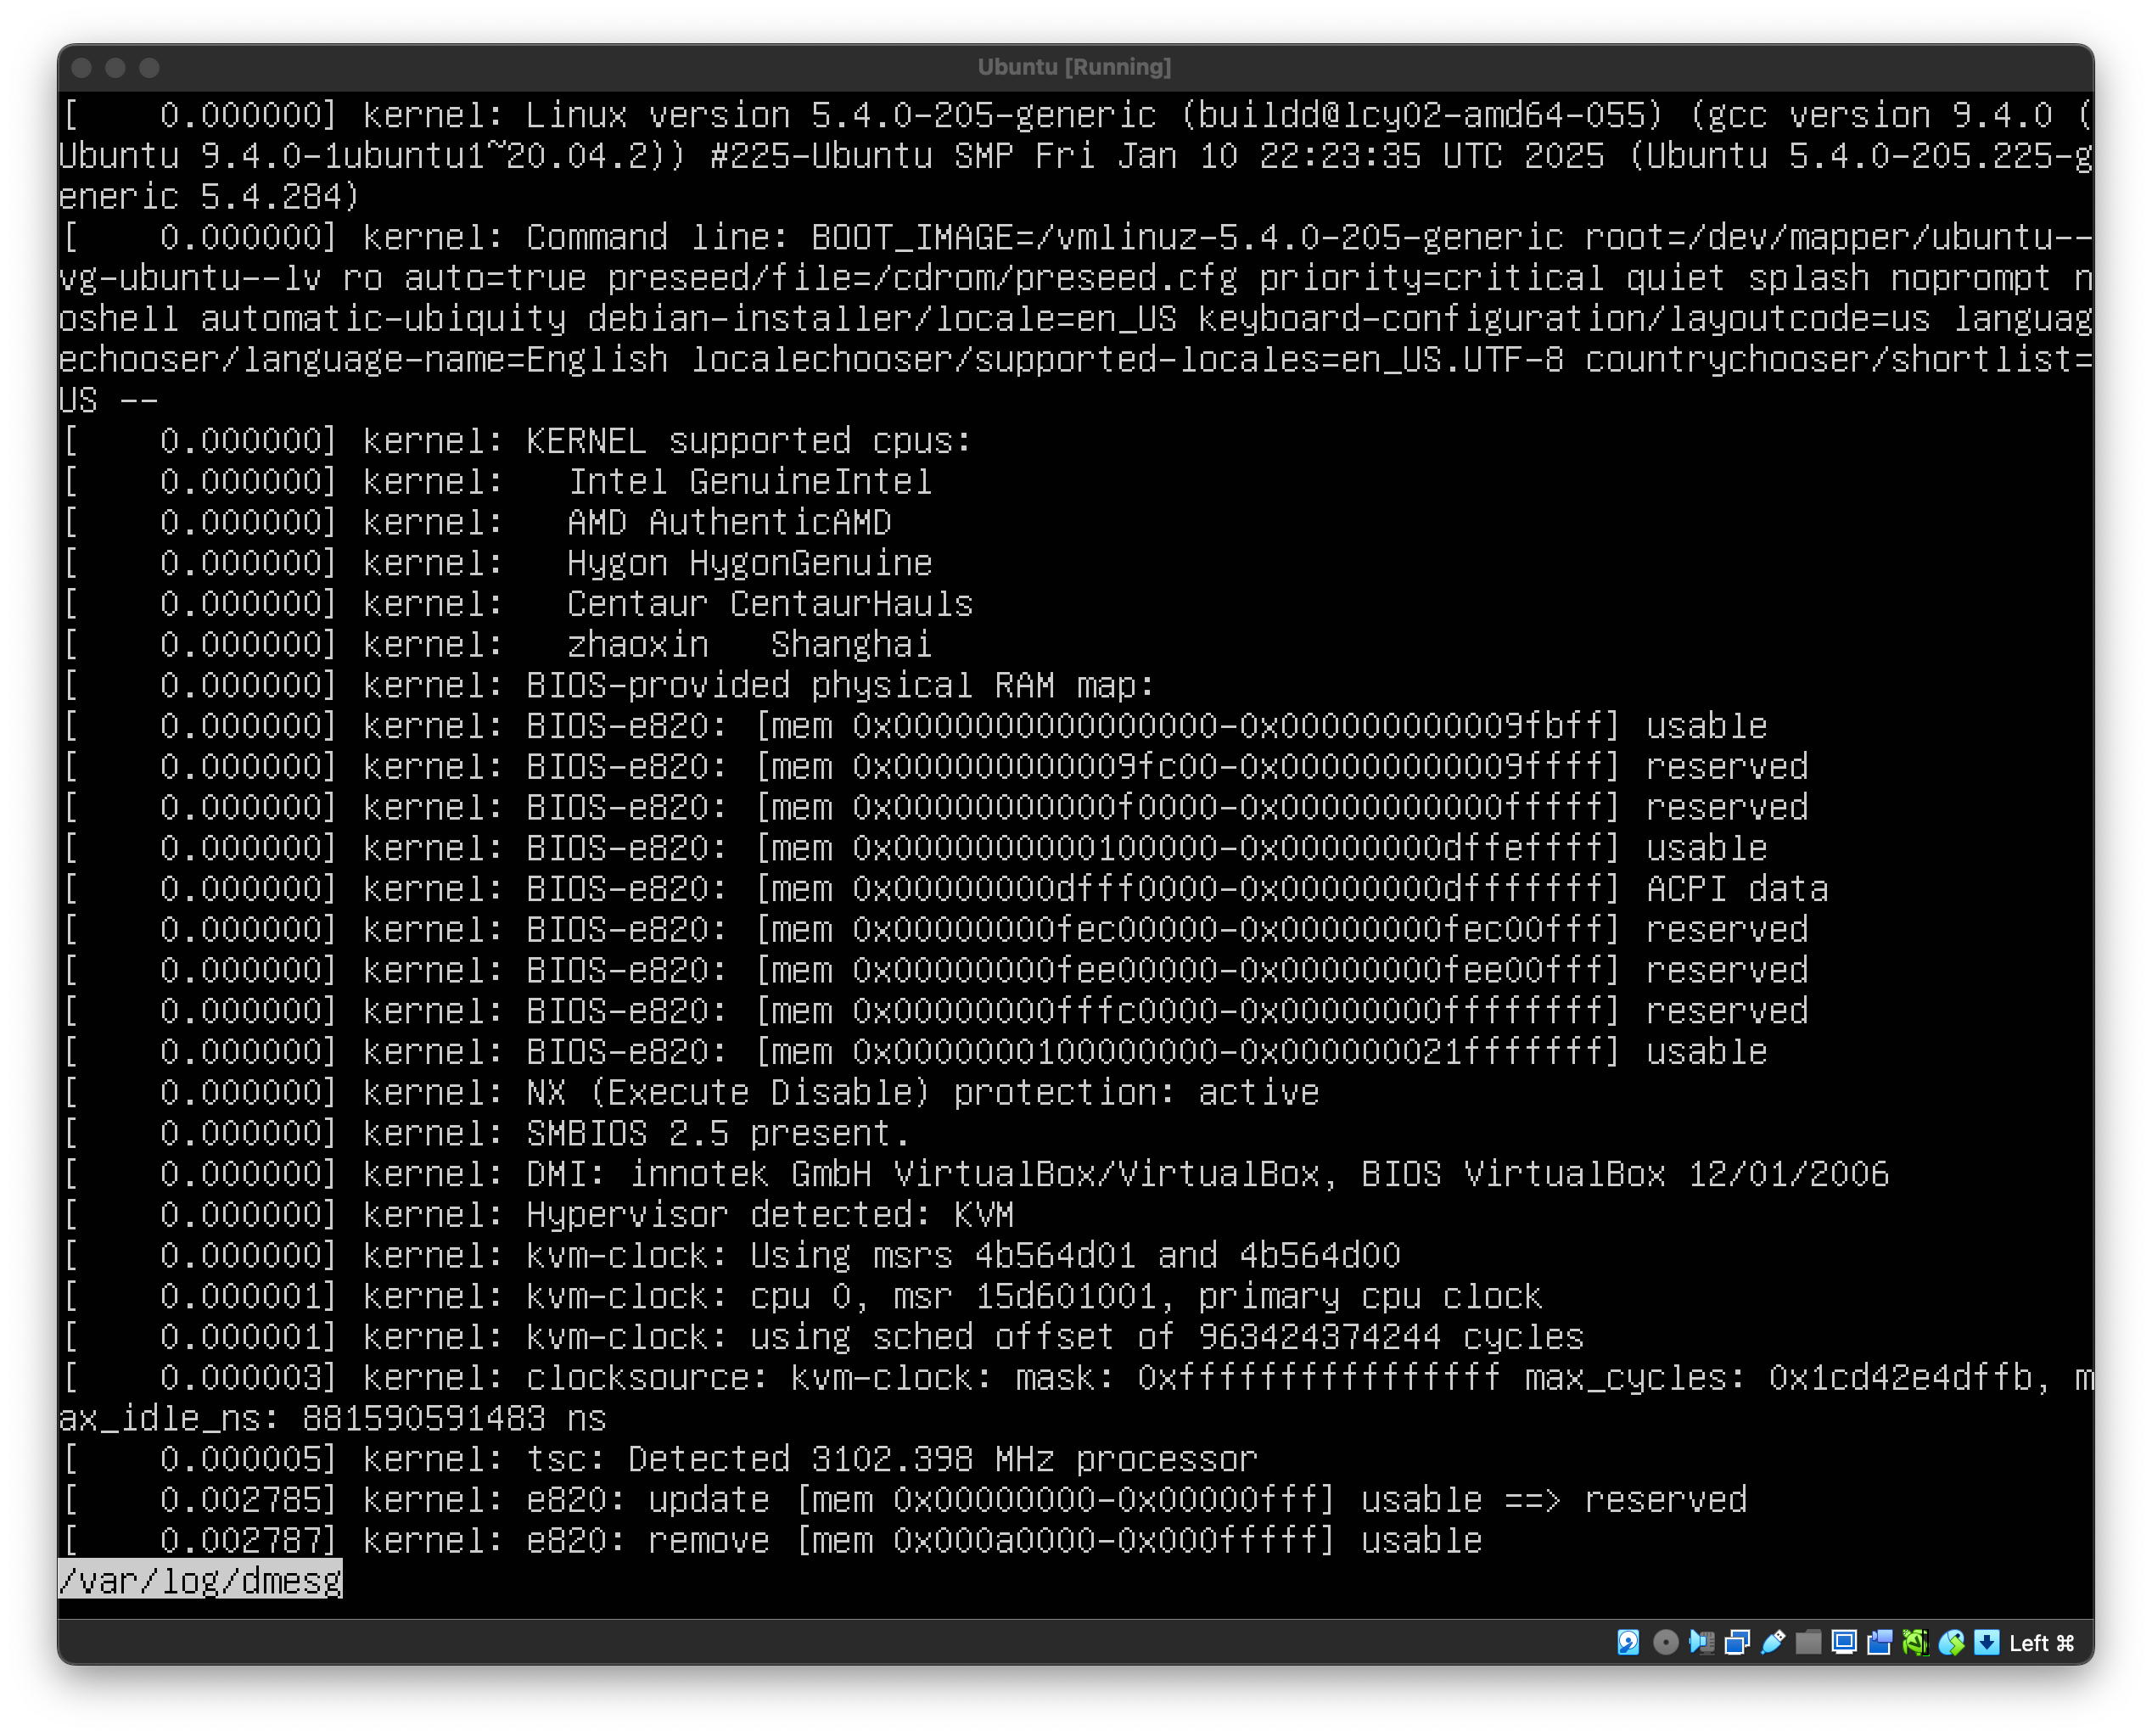 Ubuntu [Running]
[    0.000000] kernel: Linux version 5.4.0-205-generic (buildd@lcy02-amd64-055) (gcc version 9.4.0 (
Ubuntu 9.4.0-1ubuntu1~20.04.2)) #225-Ubuntu SMP Fri Jan 10 22:23:35 UTC 2025 (Ubuntu 5.4.0-205.225-g
eneric 5.4.284)
[    0.000000] kernel: Command line: BOOT_IMAGE=/vmlinuz-5.4.0-205-generic root=/dev/mapper/ubuntu--
vg-ubuntu--lv ro auto=true preseed/file=/cdrom/preseed.cfg priority=critical quiet splash noprompt n
oshell automatic-ubiquity debian-installer/locale=en_US keyboard-configuration/layoutcode=us languag
echooser/language-name=English localechooser/supported-locales=en_US.UTF-8 countrychooser/shortlist=
US --
[    0.000000] kernel: KERNEL supported cpus:
[    0.000000] kernel:   Intel GenuineIntel
[    0.000000] kernel:   AMD AuthenticAMD
[    0.000000] kernel:   Hygon HygonGenuine
[    0.000000] kernel:   Centaur CentaurHauls
[    0.000000] kernel:   zhaoxin   Shanghai
[    0.000000] kernel: BIOS-provided physical RAM map:
[    0.000000] kernel: BIOS-e820: [mem 0x0000000000000000-0x000000000009fbff] usable
[    0.000000] kernel: BIOS-e820: [mem 0x000000000009fc00-0x000000000009ffff] reserved
[    0.000000] kernel: BIOS-e820: [mem 0x00000000000f0000-0x00000000000fffff] reserved
[    0.000000] kernel: BIOS-e820: [mem 0x0000000000100000-0x00000000dffeffff] usable
[    0.000000] kernel: BIOS-e820: [mem 0x00000000dfff0000-0x00000000dfffffff] ACPI data
[    0.000000] kernel: BIOS-e820: [mem 0x00000000fec00000-0x00000000fec00fff] reserved
[    0.000000] kernel: BIOS-e820: [mem 0x00000000fee00000-0x00000000fee00fff] reserved
[    0.000000] kernel: BIOS-e820: [mem 0x00000000fffc0000-0x00000000ffffffff] reserved
[    0.000000] kernel: BIOS-e820: [mem 0x0000000100000000-0x000000021fffffff] usable
[    0.000000] kernel: NX (Execute Disable) protection: active
[    0.000000] kernel: SMBIOS 2.5 present.
[    0.000000] kernel: DMI: innotek GmbH VirtualBox/VirtualBox, BIOS VirtualBox 12/01/2006
[    0.000000] kernel: Hypervisor detected: KVM
[    0.000000] kernel: kvm-clock: Using msrs 4b564d01 and 4b564d00
[    0.000001] kernel: kvm-clock: cpu 0, msr 15d601001, primary cpu clock
[    0.000001] kernel: kvm-clock: using sched offset of 963424374244 cycles
[    0.000003] kernel: clocksource: kvm-clock: mask: 0xffffffffffffffff max_cycles: 0x1cd42e4dffb, m
ax_idle_ns: 881590591483 ns
[    0.000005] kernel: tsc: Detected 3102.398 MHz processor
[    0.002785] kernel: e820: update [mem 0x00000000-0x00000fff] usable ==> reserved
[    0.002787] kernel: e820: remove [mem 0x000a0000-0x000fffff] usable
/var/log/dmesg
Left ⌘